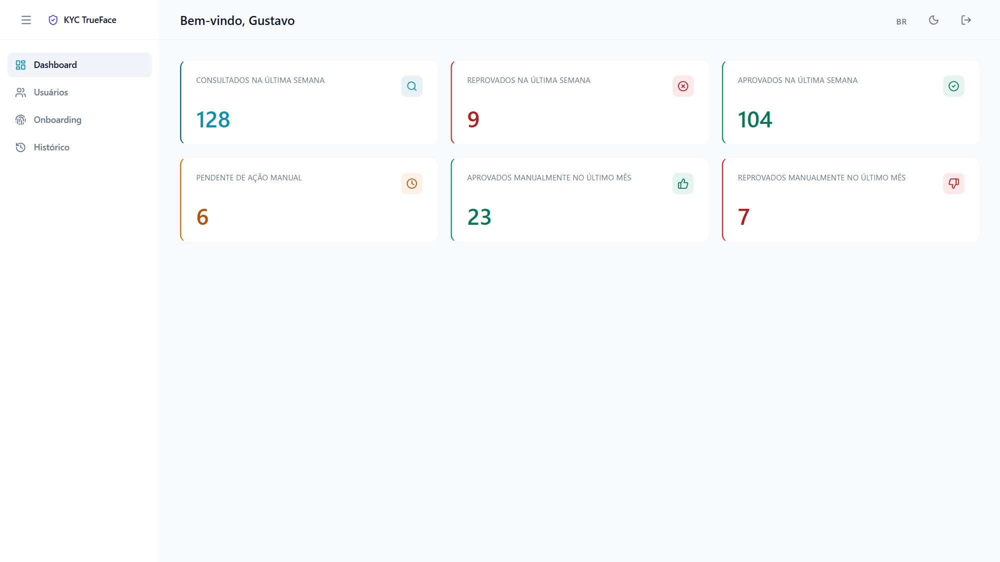 KYC TrueFace
Bem-vindo, Gustavo
BR
Dashboard
Usuários
Onboarding
Histórico
CONSULTADOS NA ÚLTIMA SEMANA
128
REPROVADOS NA ÚLTIMA SEMANA
9
APROVADOS NA ÚLTIMA SEMANA
104
PENDENTE DE AÇÃO MANUAL
6
APROVADOS MANUALMENTE NO ÚLTIMO MÊS
23
REPROVADOS MANUALMENTE NO ÚLTIMO MÊS
7